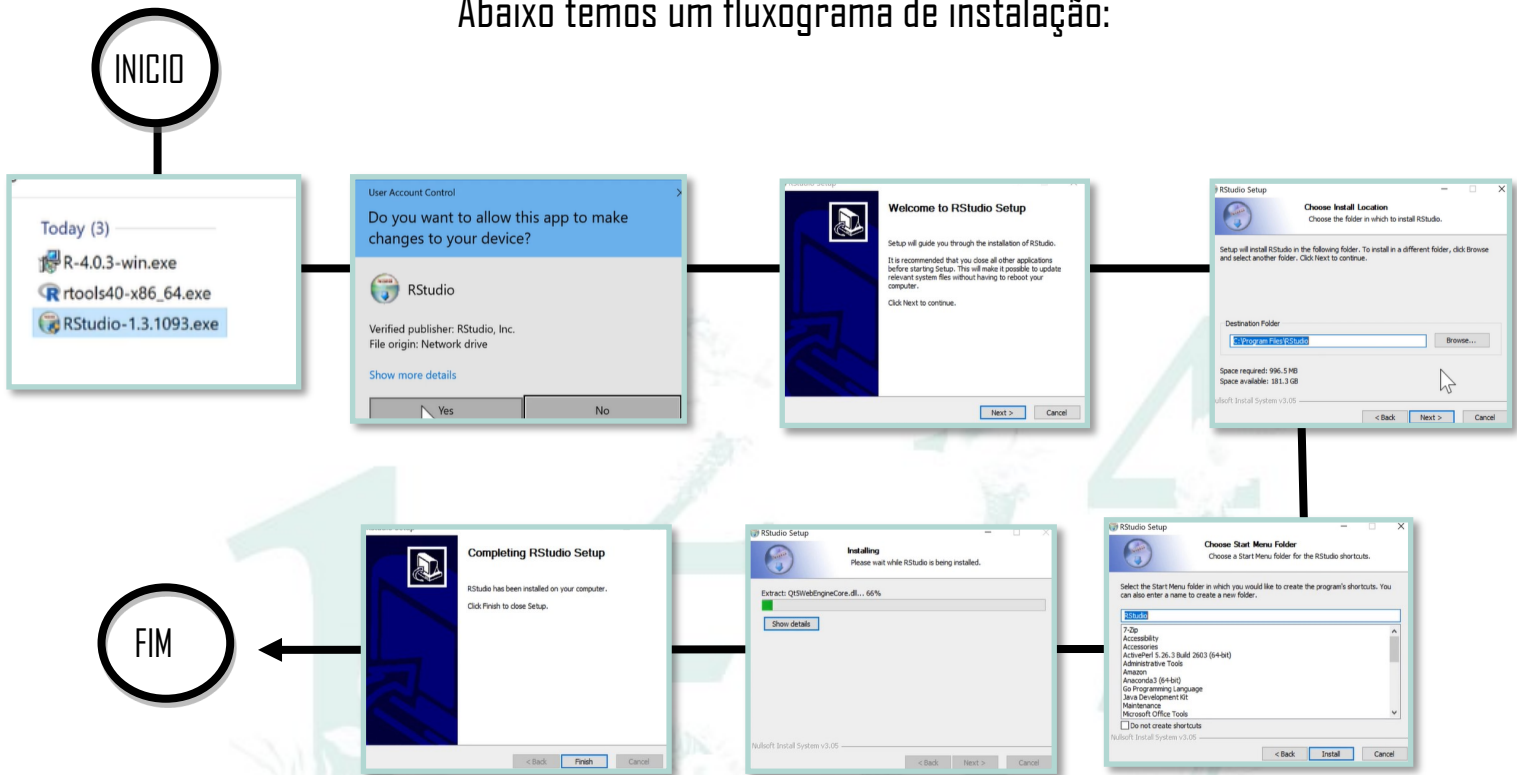 Abaixo temos um fluxograma de instalação:
INICIO
Today (3)
R-4.0.3-win.exe
rtools40-x86_64.exe
RStudio-1.3.1093.exe
User Account Control
Do you want to allow this app to make
changes to your device?
RStudio
Verified publisher: RStudio, Inc.
File origin: Network drive
Show more details
Yes
No
Welcome to RStudio Setup
Setup will guide you through the installation of RStudio.
It is recommended that you close all other applications
before starting Setup. This will make it possible to update
relevant system files without having to reboot your
computer.
Click Next to continue.
Next >
Cancel
RStudio Setup
Choose Install Location
Choose the folder in which to install RStudio.
Setup will install RStudio in the following folder. To install in a different folder, click Browse
and select another folder. Click Next to continue.
Destination Folder
C:\Program Files\RStudio
Browse...
Space required: 996.5 MB
Space available: 181.3 GB
Nullsoft Install System v3.05
< Back
Next >
Cancel
RStudio Setup
Choose Start Menu Folder
Choose a Start Menu folder for the RStudio shortcuts.
Select the Start Menu folder in which you would like to create the program's shortcuts. You
can also enter a name to create a new folder.
RStudio
7-Zip
Accessibility
Accessories
ActivePerl 5.26.3 Build 2603 (64-bit)
Administrative Tools
Amazon
Anaconda3 (64-bit)
Go Programming Language
Java Development Kit
Maintenance
Microsoft Office Tools
Do not create shortcuts
Nullsoft Install System v3.05
< Back
Install
Cancel
RStudio Setup
Installing
Please wait while RStudio is being installed.
Extract: Qt5WebEngineCore.dll... 66%
Show details
Nullsoft Install System v3.05
< Back
Next >
Cancel
Completing RStudio Setup
RStudio has been installed on your computer.
Click Finish to close Setup.
< Back
Finish
Cancel
FIM